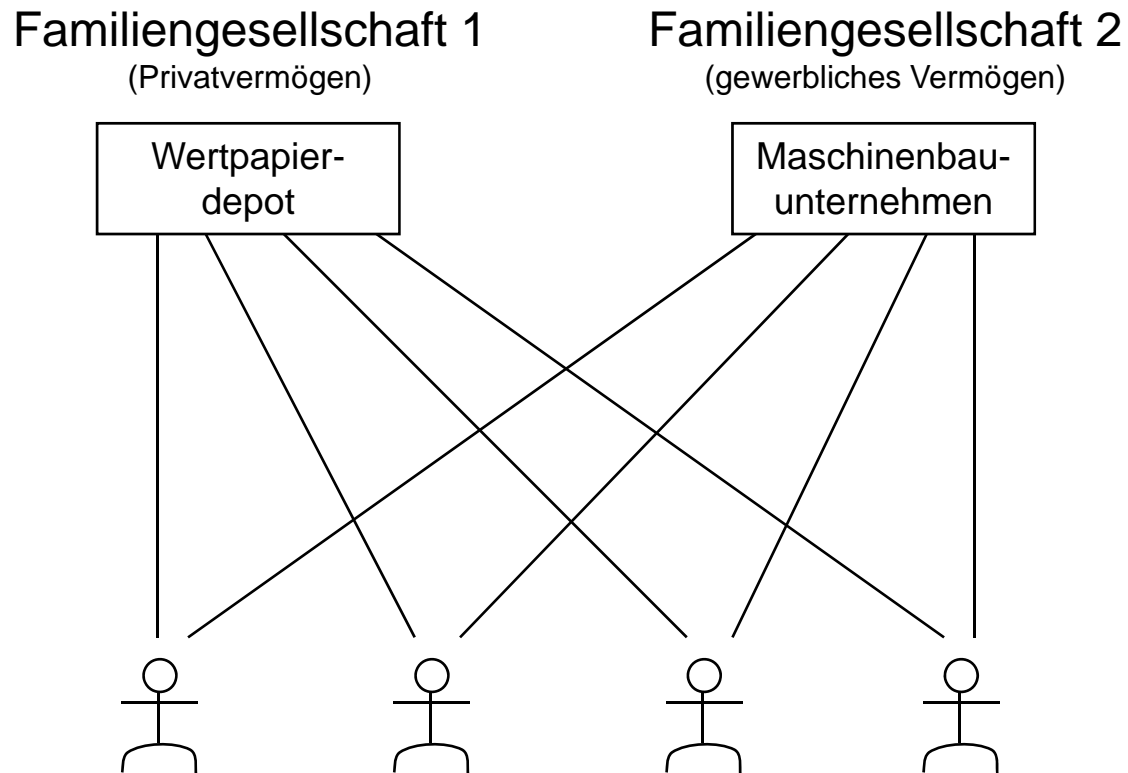 Familiengesellschaft 1
(Privatvermögen)
Wertpapier-
depot
Familiengesellschaft 2
(gewerbliches Vermögen)
Maschinenbau-
unternehmen